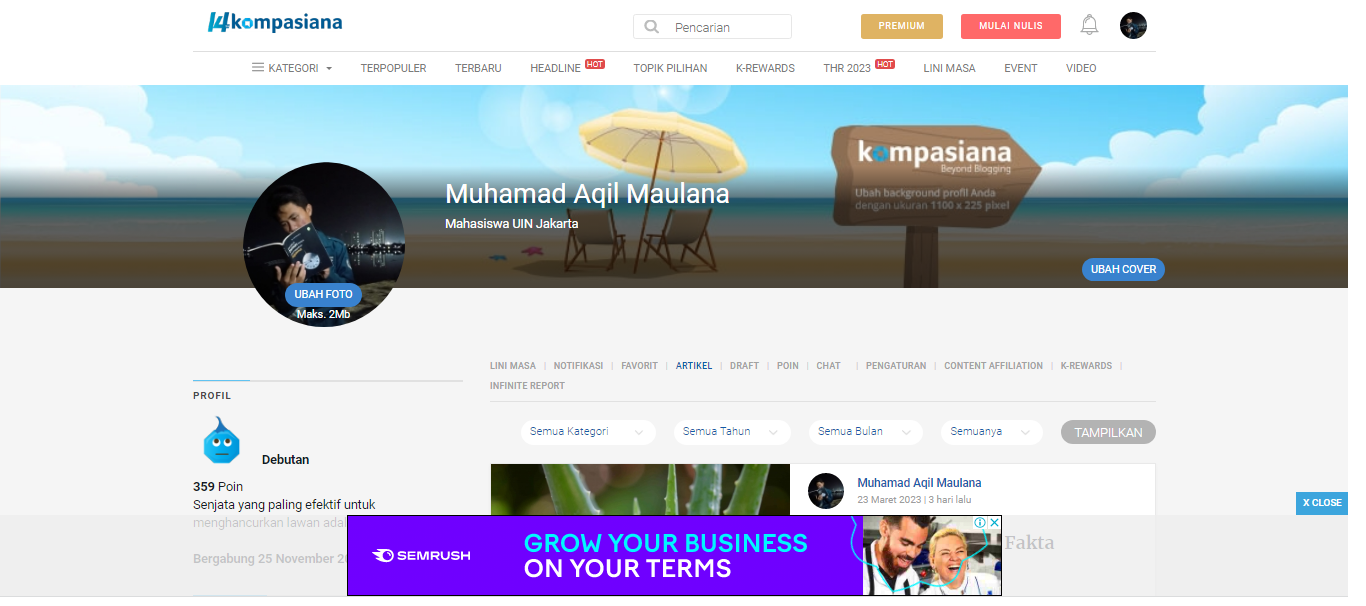 14 kompasiana
Pencarian
PREMIUM
MULAI NULIS
KATEGORI
TERPOPULER
TERBARU
HEADLINE HOT
TOPIK PILIHAN
K-REWARDS
THR 2023 HOT
LINI MASA
EVENT
VIDEO
kompasiana
Beyond Blogging
Ubah background profil Anda
dengan ukuran 1100 x 225 pixel
Muhamad Aqil Maulana
Mahasiswa UIN Jakarta
UBAH COVER
UBAH FOTO
Maks. 2Mb
LINI MASA | NOTIFIKASI | FAVORIT | ARTIKEL | DRAFT | POIN | CHAT | PENGATURAN | CONTENT AFFILIATION | K-REWARDS |
INFINITE REPORT
PROFIL
Debutan
359 Poin
Senjata yang paling efektif untuk
menghancurkan lawan
Bergabung 25 November
Semua Kategori
Semua Tahun
Semua Bulan
Semuanya
TAMPILKAN
Muhamad Aqil Maulana
23 Maret 2023 | 3 hari lalu
Fakta
X CLOSE
SEMRUSH
GROW YOUR BUSINESS
ON YOUR TERMS